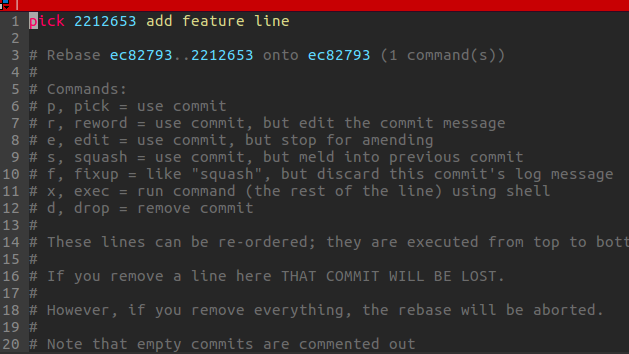 1 pick 2212653 add feature line
2
3 # Rebase ec82793..2212653 onto ec82793 (1 command(s))
4 #
5 # Commands:
6 # p, pick = use commit
7 # r, reword = use commit, but edit the commit message
8 # e, edit = use commit, but stop for amending
9 # s, squash = use commit, but meld into previous commit
10 # f, fixup = like "squash", but discard this commit's log message
11 # x, exec = run command (the rest of the line) using shell
12 # d, drop = remove commit
13 #
14 # These lines can be re-ordered; they are executed from top to bott
15 #
16 # If you remove a line here THAT COMMIT WILL BE LOST.
17 #
18 # However, if you remove everything, the rebase will be aborted.
19 #
20 # Note that empty commits are commented out